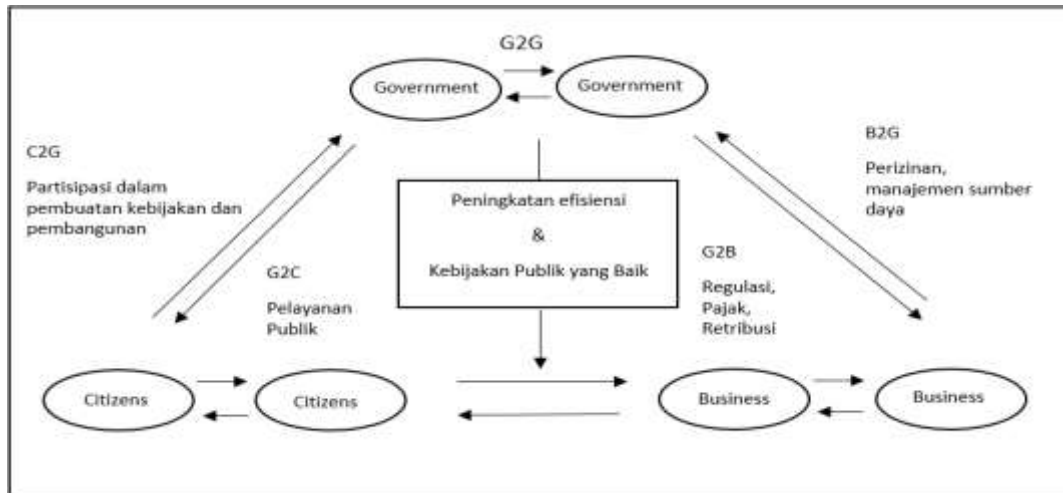 G2G
Government
Government
C2G
Partisipasi dalam
pembuatan kebijakan dan
pembangunan
B2G
Perizinan,
manajemen sumber
daya
Peningkatan efisiensi
&
Kebijakan Publik yang Baik
G2C
Pelayanan
Publik
G2B
Regulasi,
Pajak,
Retribusi
Citizens
Citizens
Business
Business